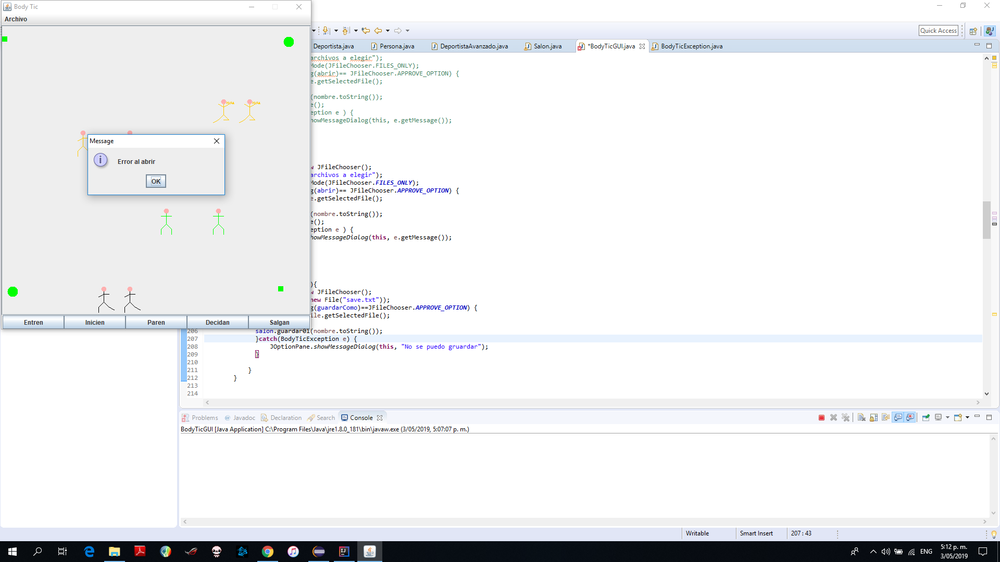 Body Tic
Archivo
Hola
Hola
Message
Error al abrir
OK
Entren
Inicien
Paren
Decidan
Salgan
Quick Access
Deportista.java
Persona.java
DeportistaAvanzado.java
Salon.java
*BodyTicGUI.java
BodyTicException.java
archivos a elegir");
Mode(JFileChooser.FILES_ONLY);
g(abrir)== JFileChooser.APPROVE_OPTION) {
e.getSelectedFile();
(nombre.toString());
e();
eption e ) {
howMessageDialog(this, e.getMessage());
w JFileChooser();
archivos a elegir");
Mode(JFileChooser.FILES_ONLY);
g(abrir)== JFileChooser.APPROVE_OPTION) {
e.getSelectedFile();
(nombre.toString());
e();
eption e ) {
howMessageDialog(this, e.getMessage());
){
w JFileChooser();
new File("save.txt"));
g(guardarComo)==JFileChooser.APPROVE_OPTION) {
ile.getSelectedFile();
206 salon.guardar01(nombre.toString());
207 }catch(BodyTicException e) {
208 JOptionPane.showMessageDialog(this, "No se puedo gruardar");
209 }
210
211 }
212 }
213
214
Problems
@ Javadoc
Declaration
Search
Console
BodyTicGUI [Java Application] C:\Program Files\Java\jre1.8.0_181\bin\javaw.exe (3/05/2019, 5:07:07 p. m.)
Writable
Smart Insert
207 : 43
ENG
5:12 p. m.
3/05/2019